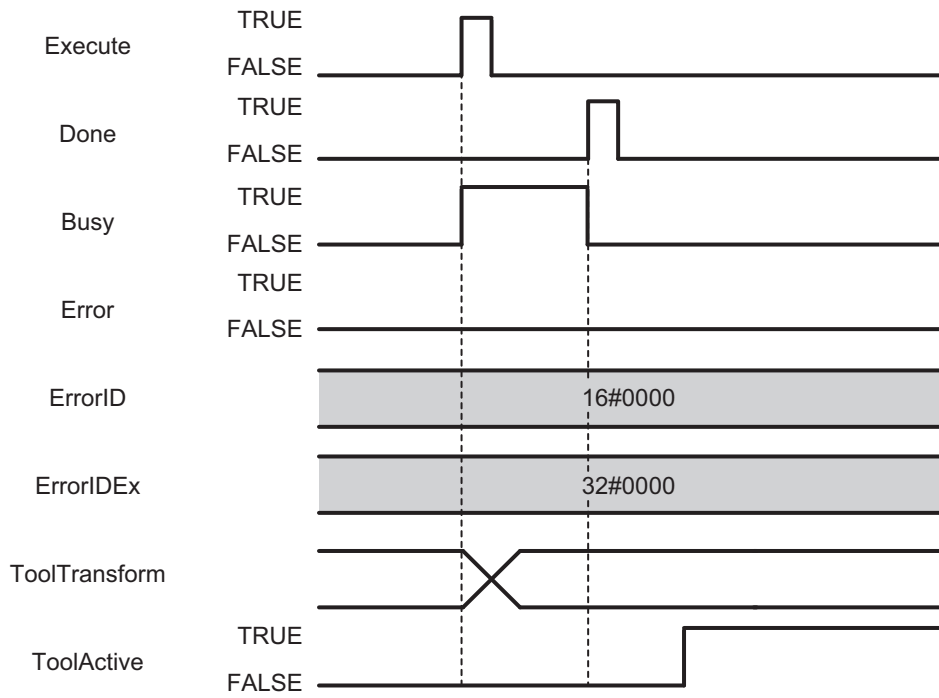 TRUE
Execute
FALSE
TRUE
Done
FALSE
TRUE
Busy
FALSE
TRUE
Error
FALSE
ErrorID
16#0000
ErrorIDEx
32#0000
ToolTransform
TRUE
ToolActive
FALSE